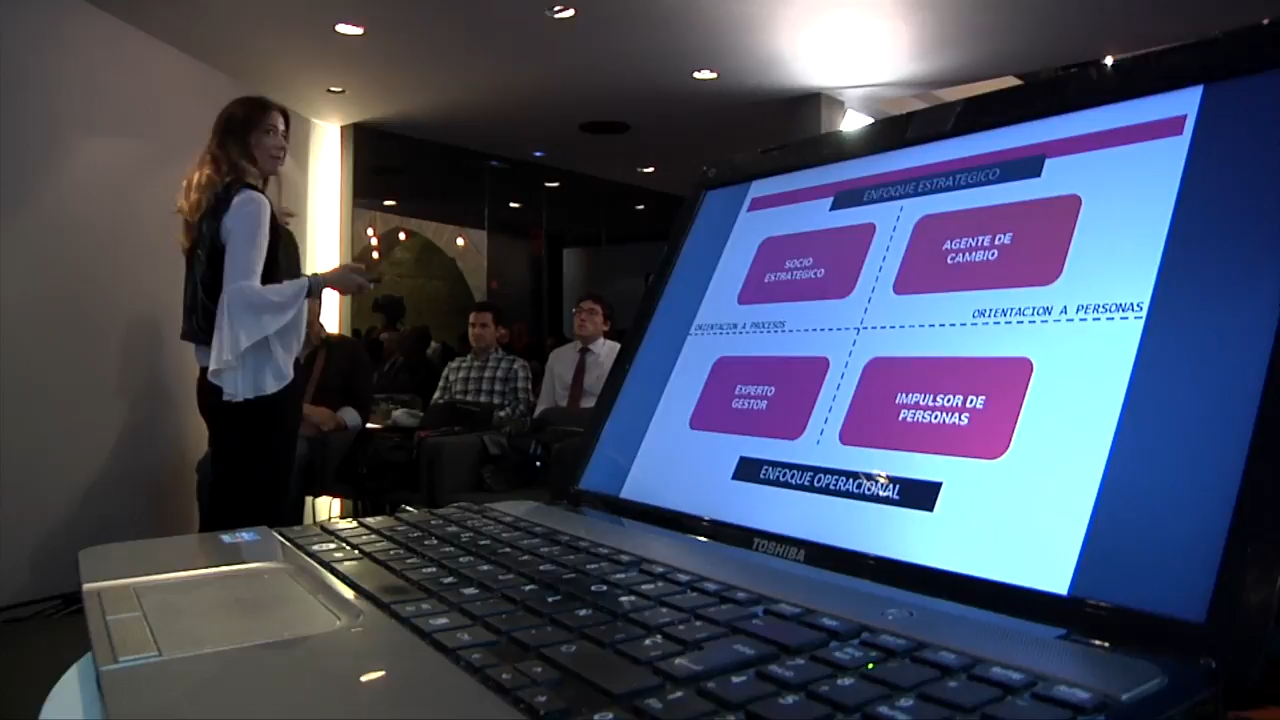 ENFOQUE ESTRATEGICO
SOCIO
ESTRATEGICO
AGENTE DE
CAMBIO
ORIENTACION A PROCESOS
ORIENTACION A PERSONAS
EXPERTO
GESTOR
IMPULSOR DE
PERSONAS
ENFOQUE OPERACIONAL
TOSHIBA